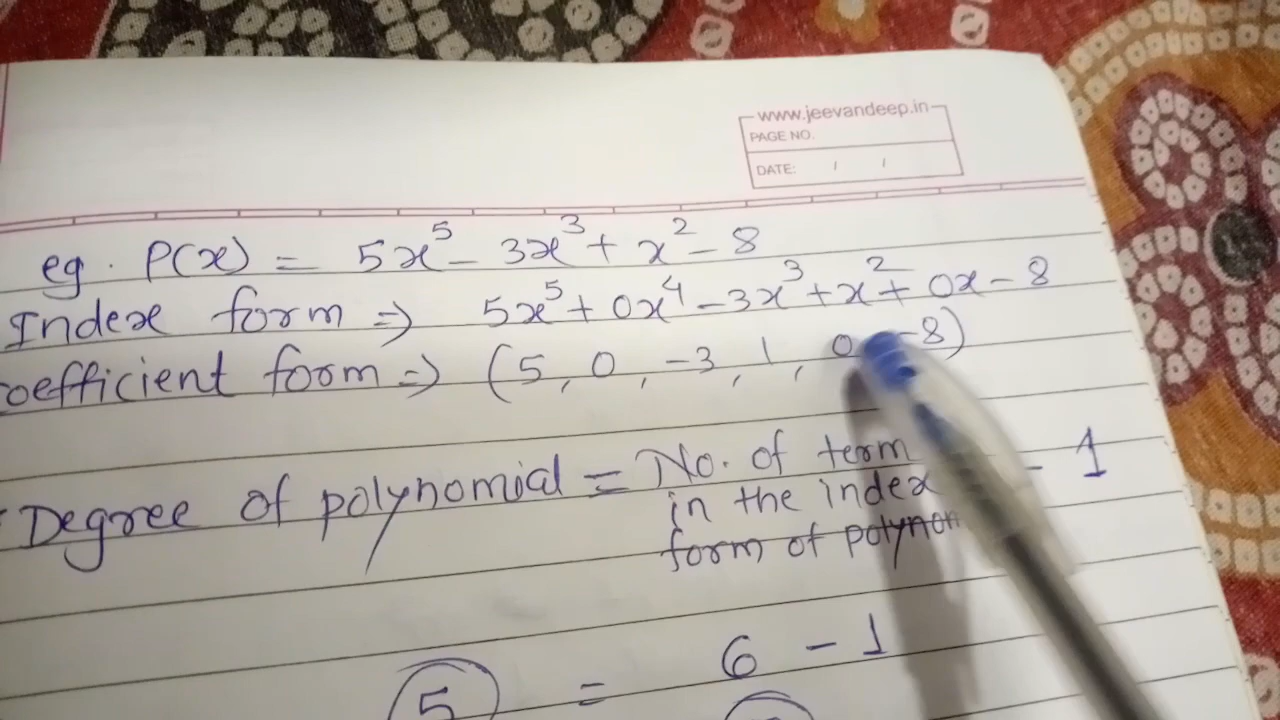 www.jeevandeep.in
PAGE NO.
DATE: / /
eg. P(x) = 5x⁵ - 3x³ + x² - 8
Index form ⇒ 5x⁵ + 0x⁴ - 3x³ + x² + 0x - 8
oefficient form ⇒ (5, 0, -3, 1, 0 -8)
Degree of polynomial = No. of term - 1
in the index
form of polynom
5 = 6 - 1